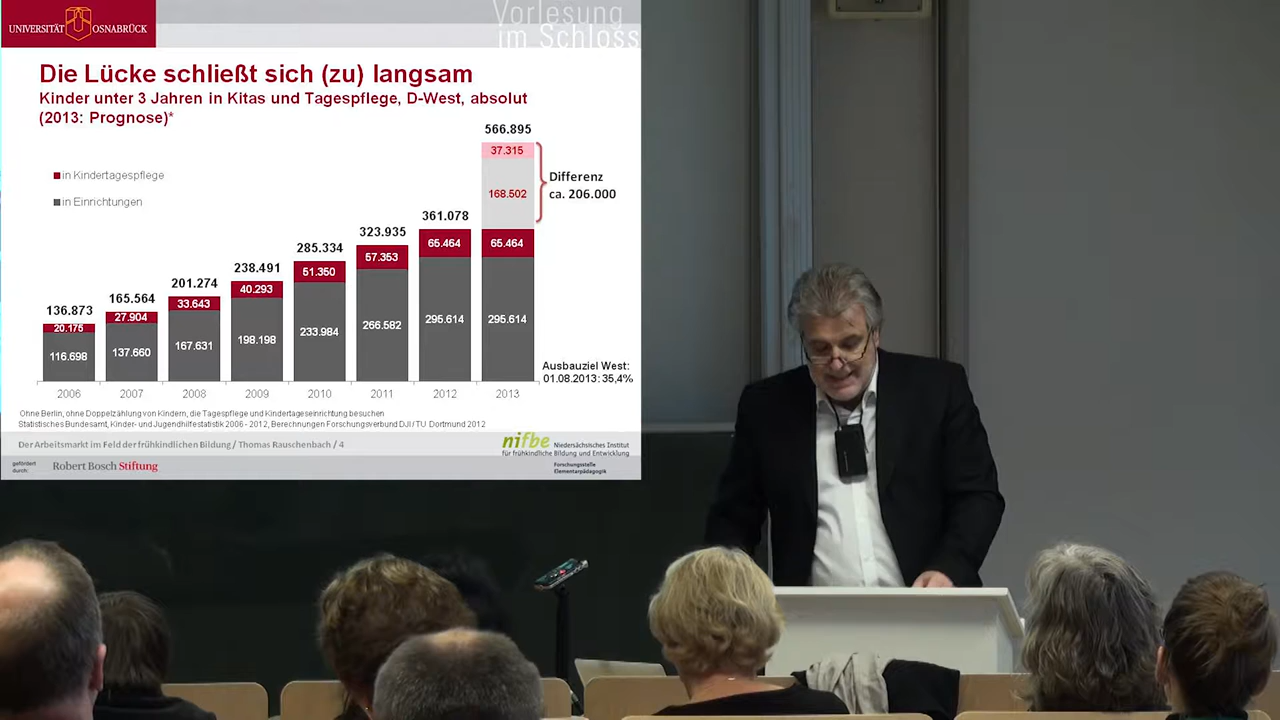 UNIVERSITÄT OSNABRÜCK
Vorlesung
im Schloss
Die Lücke schließt sich (zu) langsam
Kinder unter 3 Jahren in Kitas und Tagespflege, D-West, absolut
(2013: Prognose)*
in Kindertagespflege
in Einrichtungen
136.873
165.564
201.274
238.491
285.334
323.935
361.078
566.895
37.315
168.502
Differenz
ca. 206.000
20.175
27.904
33.643
40.293
51.350
57.353
65.464
65.464
116.698
137.660
167.631
198.198
233.984
266.582
295.614
295.614
Ausbauziel West:
01.08.2013: 35,4%
2006 2007 2008 2009 2010 2011 2012 2013
Ohne Berlin, ohne Doppelzählung von Kindern, die Tagespflege und Kindertageseinrichtung besuchen
Statistisches Bundesamt, Kinder- und Jugendhilfestatistik 2006 - 2012, Berechnungen Forschungsverbund DJI/ TU Dortmund 2012
Der Arbeitsmarkt im Feld der frühkindlichen Bildung / Thomas Rauschenbach / 4
nifbe Niedersächsisches Institut
für frühkindliche Bildung und Entwicklung
Forschungsstelle
Elementarpädagogik
gefördert
durch:
Robert Bosch Stiftung